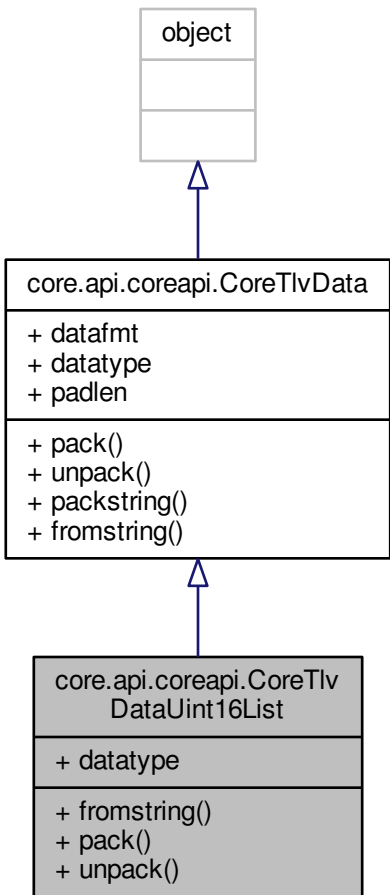 object
core.api.coreapi.CoreTlvData
+ datafmt
+ datatype
+ padlen
+ pack()
+ unpack()
+ packstring()
+ fromstring()
core.api.coreapi.CoreTlv
DataUint16List
+ datatype
+ fromstring()
+ pack()
+ unpack()